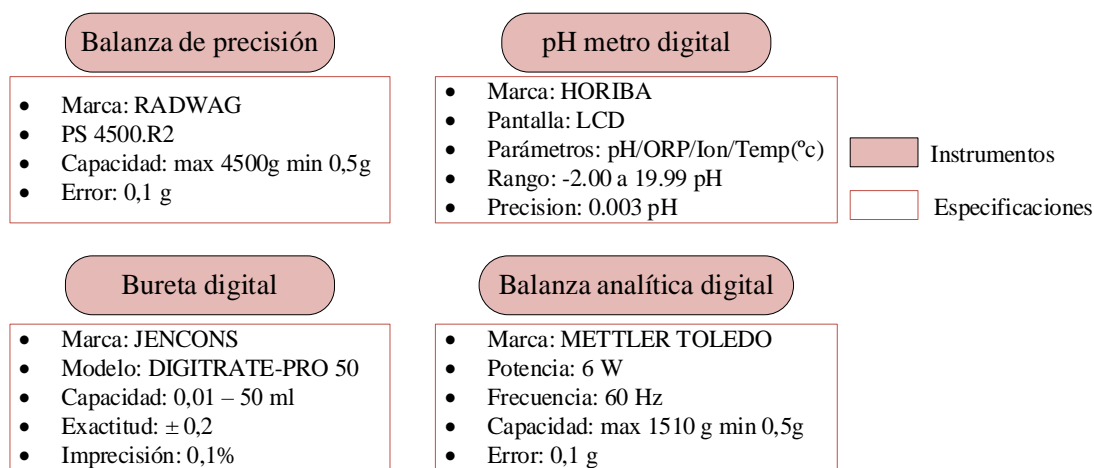 Balanza de precisión
• Marca: RADWAG
• PS 4500.R2
• Capacidad: max 4500g min 0,5g
• Error: 0,1 g
pH metro digital
• Marca: HORIBA
• Pantalla: LCD
• Parámetros: pH/ORP/Ion/Temp(ºc)
• Rango: -2.00 a 19.99 pH
• Precision: 0.003 pH
Instrumentos
Especificaciones
Bureta digital
• Marca: JENCONS
• Modelo: DIGITRATE-PRO 50
• Capacidad: 0,01 – 50 ml
• Exactitud: ± 0,2
• Imprecisión: 0,1%
Balanza analítica digital
• Marca: METTLER TOLEDO
• Potencia: 6 W
• Frecuencia: 60 Hz
• Capacidad: max 1510 g min 0,5g
• Error: 0,1 g